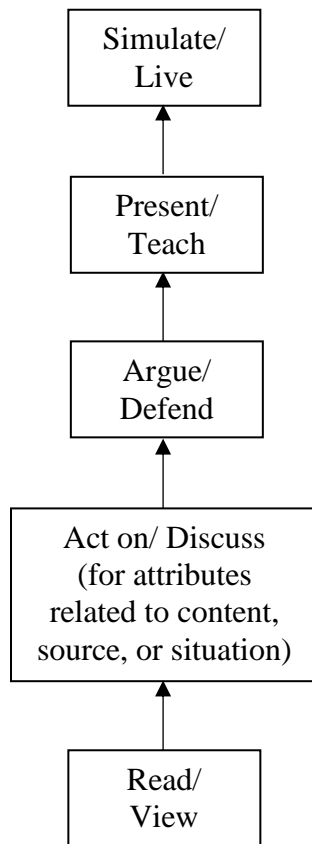 Simulate/
Live
Present/
Teach
Argue/
Defend
Act on/ Discuss
(for attributes
related to content,
source, or situation)
Read/
View